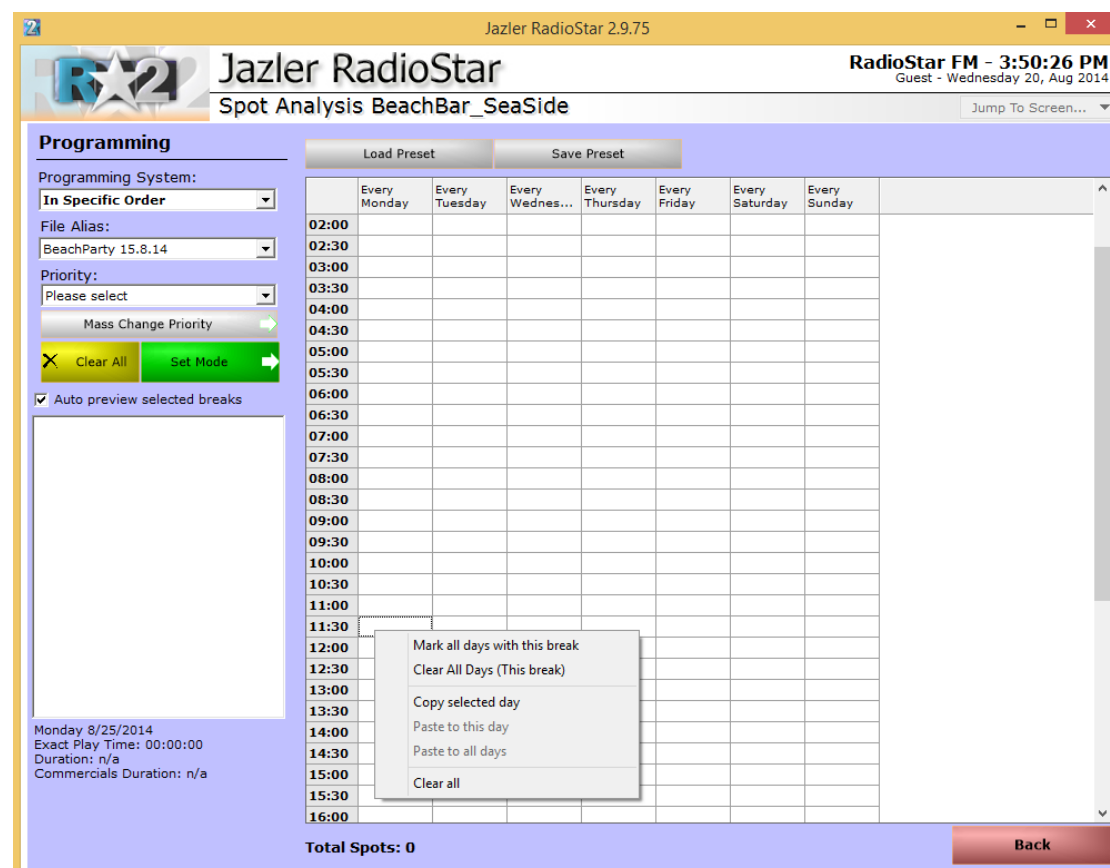 Jazler RadioStar 2.9.75
R☆2
Jazler RadioStar
RadioStar FM - 3:50:26 PM
Guest - Wednesday 20, Aug 2014
Spot Analysis BeachBar_SeaSide
Jump To Screen...
Programming
Programming System:
In Specific Order
File Alias:
BeachParty 15.8.14
Priority:
Please select
Mass Change Priority
Clear All
Set Mode
Auto preview selected breaks
Monday 8/25/2014
Exact Play Time: 00:00:00
Duration: n/a
Commercials Duration: n/a
Load Preset
Save Preset
Every Monday
Every Tuesday
Every Wednes...
Every Thursday
Every Friday
Every Saturday
Every Sunday
02:00
02:30
03:00
03:30
04:00
04:30
05:00
05:30
06:00
06:30
07:00
07:30
08:00
08:30
09:00
09:30
10:00
10:30
11:00
11:30
12:00
12:30
13:00
13:30
14:00
14:30
15:00
15:30
16:00
Mark all days with this break
Clear All Days (This break)
Copy selected day
Paste to this day
Paste to all days
Clear all
Total Spots: 0
Back